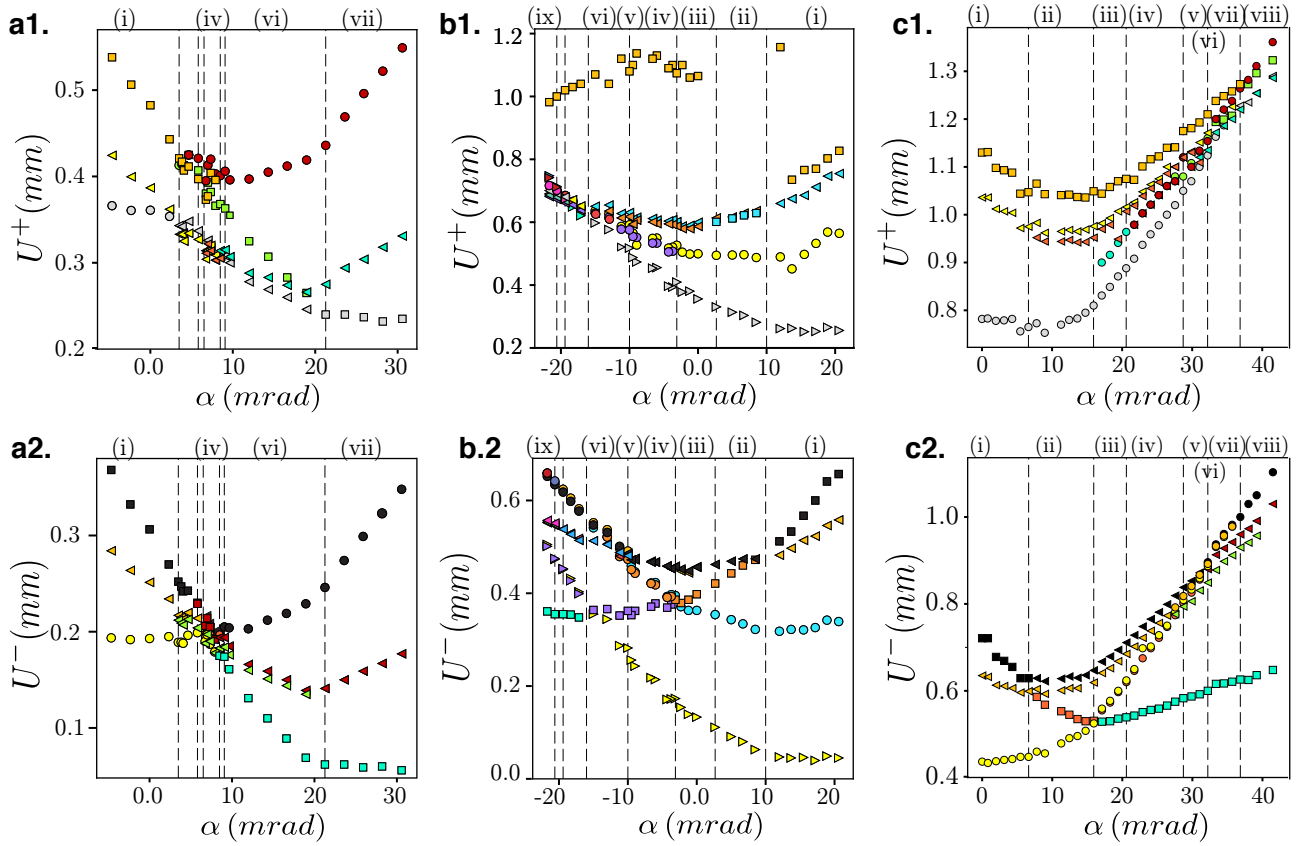 a1.
(i) (iv) (vi) (vii)
0.5
0.4
0.3
0.2
U⁺(mm)
0.0 10 20 30
α (mrad)
b1.
(ix) (vi) (v) (iv) (iii) (ii) (i)
1.2
1.0
0.8
0.6
0.4
0.2
U⁺(mm)
-20 -10 0.0 10 20
α (mrad)
c1.
(i) (ii) (iii) (iv) (v) (vii) (viii)
(vi)
1.3
1.2
1.1
1.0
0.9
0.8
U⁺(mm)
0 10 20 30 40
α (mrad)
a2.
(i) (iv) (vi) (vii)
0.3
0.2
0.1
U⁻(mm)
0.0 10 20 30
α (mrad)
b.2
(ix) (vi) (v) (iv) (iii) (ii) (i)
0.6
0.4
0.2
0.0
U⁻(mm)
-20 -10 0.0 10 20
α (mrad)
c2.
(i) (ii) (iii) (iv) (v) (vii) (viii)
(vi)
1.0
0.8
0.6
0.4
U⁻(mm)
0 10 20 30 40
α (mrad)